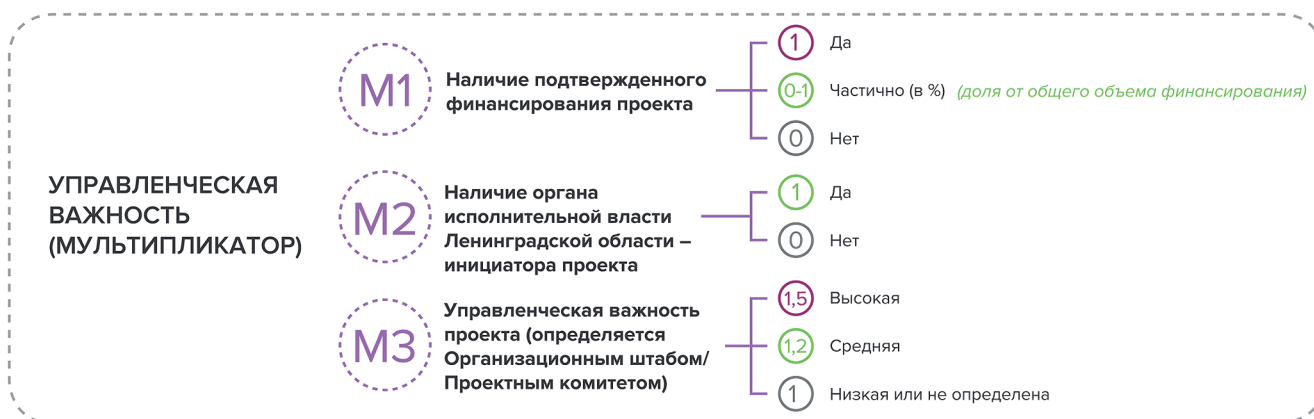 УПРАВЛЕНЧЕСКАЯ
ВАЖНОСТЬ
(МУЛЬТИПЛИКАТОР)
М1
Наличие подтвержденного
финансирования проекта
1 Да
0-1 Частично (в %) (доля от общего объема финансирования)
0 Нет
М2
Наличие органа
исполнительной власти
Ленинградской области –
инициатора проекта
1 Да
0 Нет
М3
Управленческая важность
проекта (определяется
Организационным штабом/
Проектным комитетом)
1,5 Высокая
1,2 Средняя
1 Низкая или не определена